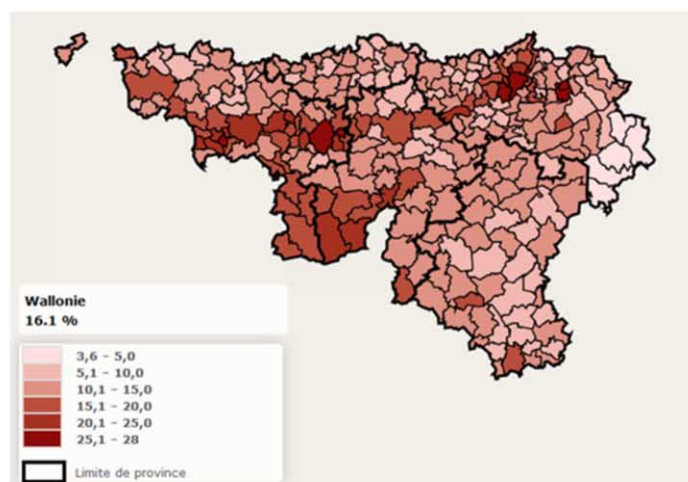 Wallonie
16.1 %
3,6 – 5,0
5,1 – 10,0
10,1 – 15,0
15,1 – 20,0
20,1 – 25,0
25,1 – 28
Limite de province